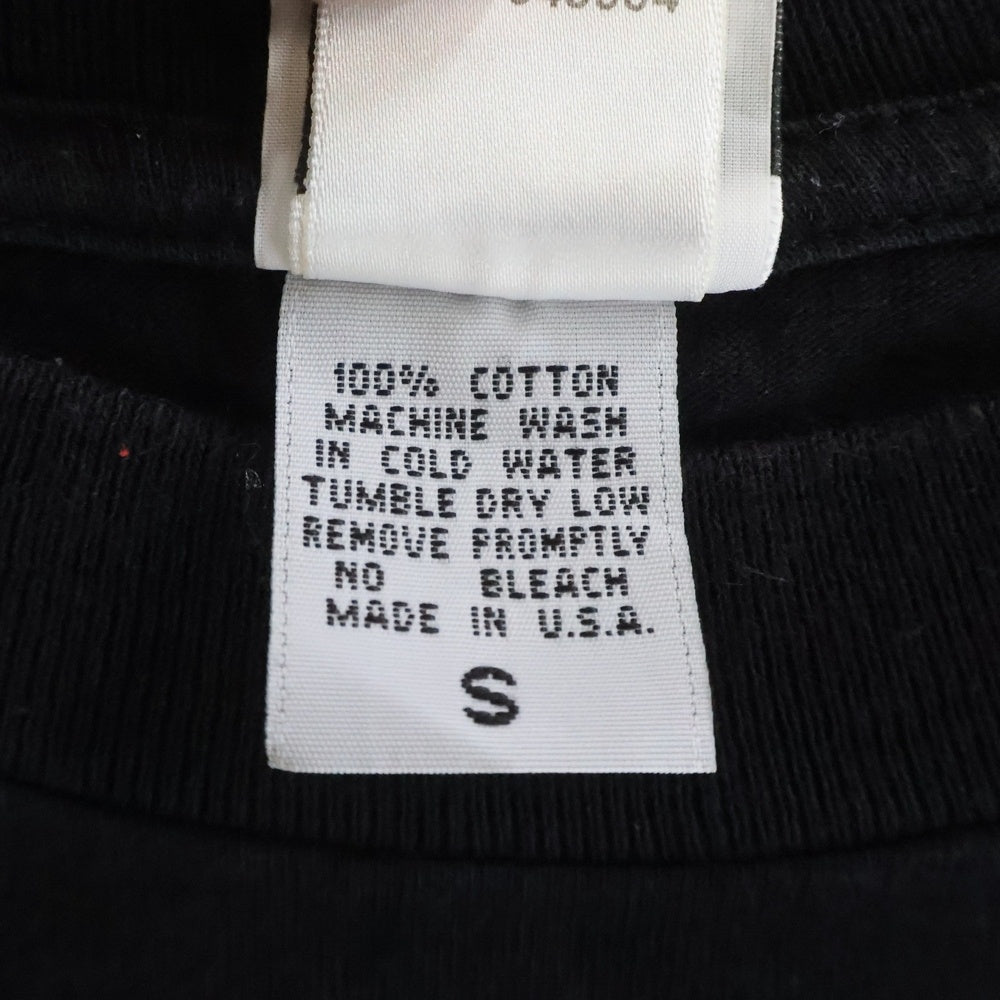 100% COTTON
MACHINE WASH
IN COLD WATER
TUMBLE DRY LOW
REMOVE PROMPTLY
NO BLEACH
MADE IN U.S.A.
S